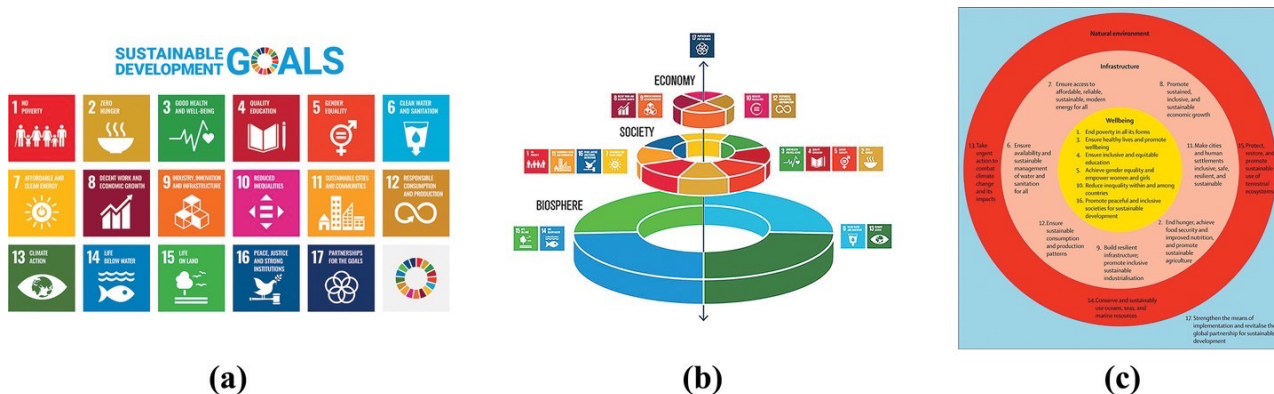 SUSTAINABLE
DEVELOPMENT
GOALS
1 NO
POVERTY
2 ZERO
HUNGER
3 GOOD HEALTH
AND WELL-BEING
4 QUALITY
EDUCATION
5 GENDER
EQUALITY
6 CLEAN WATER
AND SANITATION
7 AFFORDABLE AND
CLEAN ENERGY
8 DECENT WORK AND
ECONOMIC GROWTH
9 INDUSTRY, INNOVATION
AND INFRASTRUCTURE
10 REDUCED
INEQUALITIES
11 SUSTAINABLE CITIES
AND COMMUNITIES
12 RESPONSIBLE
CONSUMPTION
AND PRODUCTION
13 CLIMATE
ACTION
14 LIFE
BELOW WATER
15 LIFE
ON LAND
16 PEACE, JUSTICE
AND STRONG
INSTITUTIONS
17 PARTNERSHIPS
FOR THE GOALS
(a)
17
ECONOMY
SOCIETY
BIOSPHERE
(b)
Natural environment
Infrastructure
7. Ensure access to
affordable, reliable,
sustainable, modern
energy for all
8. Promote
sustained,
inclusive, and
sustainable
economic growth
Wellbeing
1. End poverty in all its forms
3. Ensure healthy lives and promote
wellbeing
4 Ensure inclusive and equitable
education
5 Achieve gender equality and
empower women and girls
10. Reduce inequality within and among
countries
16. Promote peaceful and inclusive
societies for sustainable
development
13. Take
urgent
action to
combat
climate
change and
its impacts
6. Ensure
availability and
sustainable
management
of water and
sanitation
for all
11. Make cities
and human
settlements
inclusive, safe,
resilient, and
sustainable
15. Protect,
restore, and
promote
sustainable
use of
terrestrial
ecosystems
12. Ensure
sustainable
consumption
and production
patterns
9. Build resilient
infrastructure,
promote inclusive
sustainable
industrialisation
2. End hunger, achieve
food security and
improved nutrition,
and promote
sustainable
agriculture
14. Conserve and sustainably
use oceans, seas, and
marine resources
17. Strengthen the means of
implementation and revitalise the
global partnership for sustainable
development
(c)